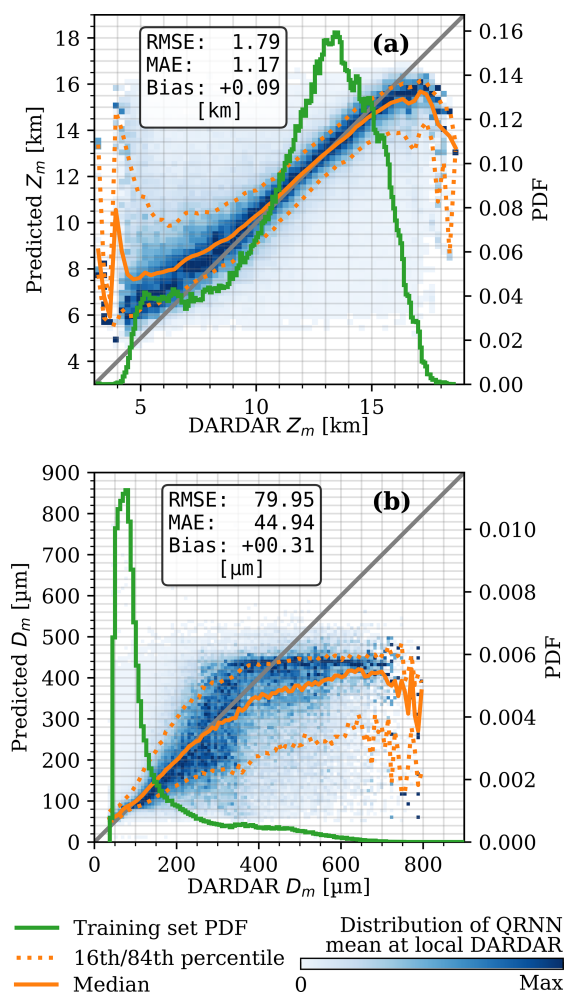 18
16
14
12
10
8
6
4
Predicted Zm [km]
RMSE: 1.79
MAE: 1.17
Bias: +0.09
[km]
(a)
0.16
0.14
0.12
0.10
0.08
0.06
0.04
0.02
0.00
PDF
5 10 15
DARDAR Zm [km]
900
800
700
600
500
400
300
200
100
0
Predicted Dm [µm]
RMSE: 79.95
MAE: 44.94
Bias: +00.31
[µm]
(b)
0.010
0.008
0.006
0.004
0.002
0.000
PDF
0 200 400 600 800
DARDAR Dm [µm]
Training set PDF
16th/84th percentile
Median
Distribution of QRNN
mean at local DARDAR
0 Max